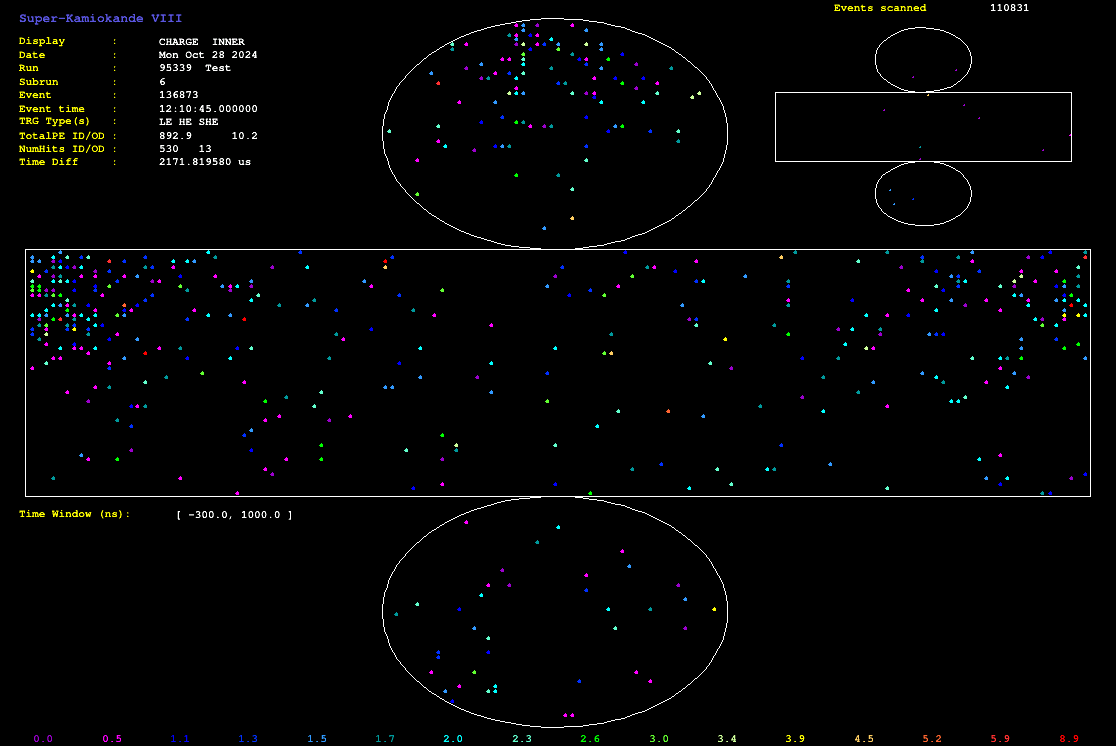 Super-Kamiokande VIII
Events scanned 110831
Display : CHARGE INNER
Date : Mon Oct 28 2024
Run : 95339 Test
Subrun : 6
Event : 136873
Event time : 12:10:45.000000
TRG Type(s) : LE HE SHE
TotalPE ID/OD : 892.9 10.2
NumHits ID/OD : 530 13
Time Diff : 2171.819580 us
Time Window (ns): [ -300.0, 1000.0 ]
0.0 0.5 1.1 1.3 1.5 1.7 2.0 2.3 2.6 3.0 3.4 3.9 4.5 5.2 5.9 8.9